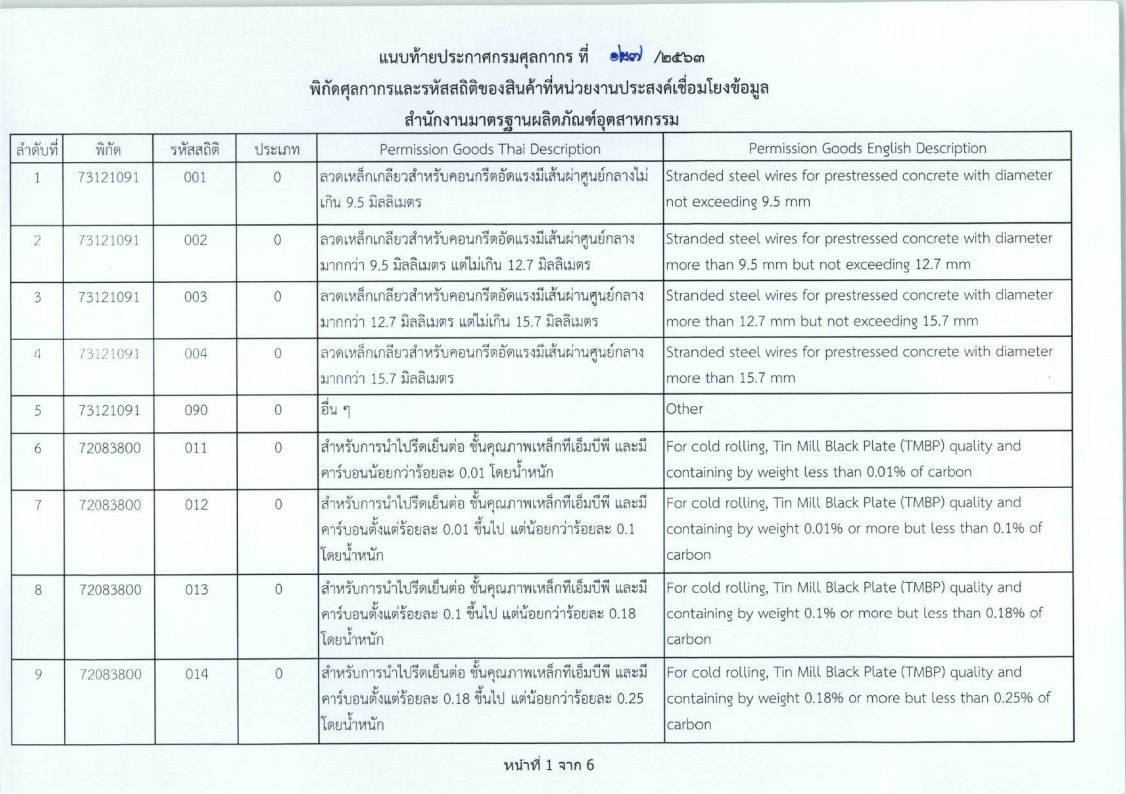 แนบท้ายประกาศกรมศุลกากร ที่ ๑๒๗ /๒๕๖๓
พิกัดศุลกากรและรหัสสถิติของสินค้าที่หน่วยงานประสงค์เชื่อมโยงข้อมูล
สำนักงานมาตรฐานผลิตภัณฑ์อุตสาหกรรม
ลำดับที่ พิกัด รหัสสถิติ ประเภท Permission Goods Thai Description Permission Goods English Description
1 73121091 001 0 ลวดเหล็กเกลียวสำหรับคอนกรีตอัดแรงมีเส้นผ่าศูนย์กลางไม่ Stranded steel wires for prestressed concrete with diameter
เกิน 9.5 มิลลิเมตร not exceeding 9.5 mm
2 73121091 002 0 ลวดเหล็กเกลียวสำหรับคอนกรีตอัดแรงมีเส้นผ่าศูนย์กลาง Stranded steel wires for prestressed concrete with diameter
มากกว่า 9.5 มิลลิเมตร แต่ไม่เกิน 12.7 มิลลิเมตร more than 9.5 mm but not exceeding 12.7 mm
3 73121091 003 0 ลวดเหล็กเกลียวสำหรับคอนกรีตอัดแรงมีเส้นผ่านศูนย์กลาง Stranded steel wires for prestressed concrete with diameter
มากกว่า 12.7 มิลลิเมตร แต่ไม่เกิน 15.7 มิลลิเมตร more than 12.7 mm but not exceeding 15.7 mm
4 73121091 004 0 ลวดเหล็กเกลียวสำหรับคอนกรีตอัดแรงมีเส้นผ่านศูนย์กลาง Stranded steel wires for prestressed concrete with diameter
มากกว่า 15.7 มิลลิเมตร more than 15.7 mm
5 73121091 090 0 อื่น ๆ Other
6 72083800 011 0 สำหรับการนำไปรีดเย็นต่อ ชั้นคุณภาพเหล็กทีเอ็มบีพี และมี For cold rolling, Tin Mill Black Plate (TMBP) quality and
คาร์บอนน้อยกว่าร้อยละ 0.01 โดยน้ำหนัก containing by weight less than 0.01% of carbon
7 72083800 012 0 สำหรับการนำไปรีดเย็นต่อ ชั้นคุณภาพเหล็กทีเอ็มบีพี และมี For cold rolling, Tin Mill Black Plate (TMBP) quality and
คาร์บอนตั้งแต่ร้อยละ 0.01 ขึ้นไป แต่น้อยกว่าร้อยละ 0.1 containing by weight 0.01% or more but less than 0.1% of
โดยน้ำหนัก carbon
8 72083800 013 0 สำหรับการนำไปรีดเย็นต่อ ชั้นคุณภาพเหล็กทีเอ็มบีพี และมี For cold rolling, Tin Mill Black Plate (TMBP) quality and
คาร์บอนตั้งแต่ร้อยละ 0.1 ขึ้นไป แต่น้อยกว่าร้อยละ 0.18 containing by weight 0.1% or more but less than 0.18% of
โดยน้ำหนัก carbon
9 72083800 014 0 สำหรับการนำไปรีดเย็นต่อ ชั้นคุณภาพเหล็กทีเอ็มบีพี และมี For cold rolling, Tin Mill Black Plate (TMBP) quality and
คาร์บอนตั้งแต่ร้อยละ 0.18 ขึ้นไป แต่น้อยกว่าร้อยละ 0.25 containing by weight 0.18% or more but less than 0.25% of
โดยน้ำหนัก carbon
หน้าที่ 1 จาก 6